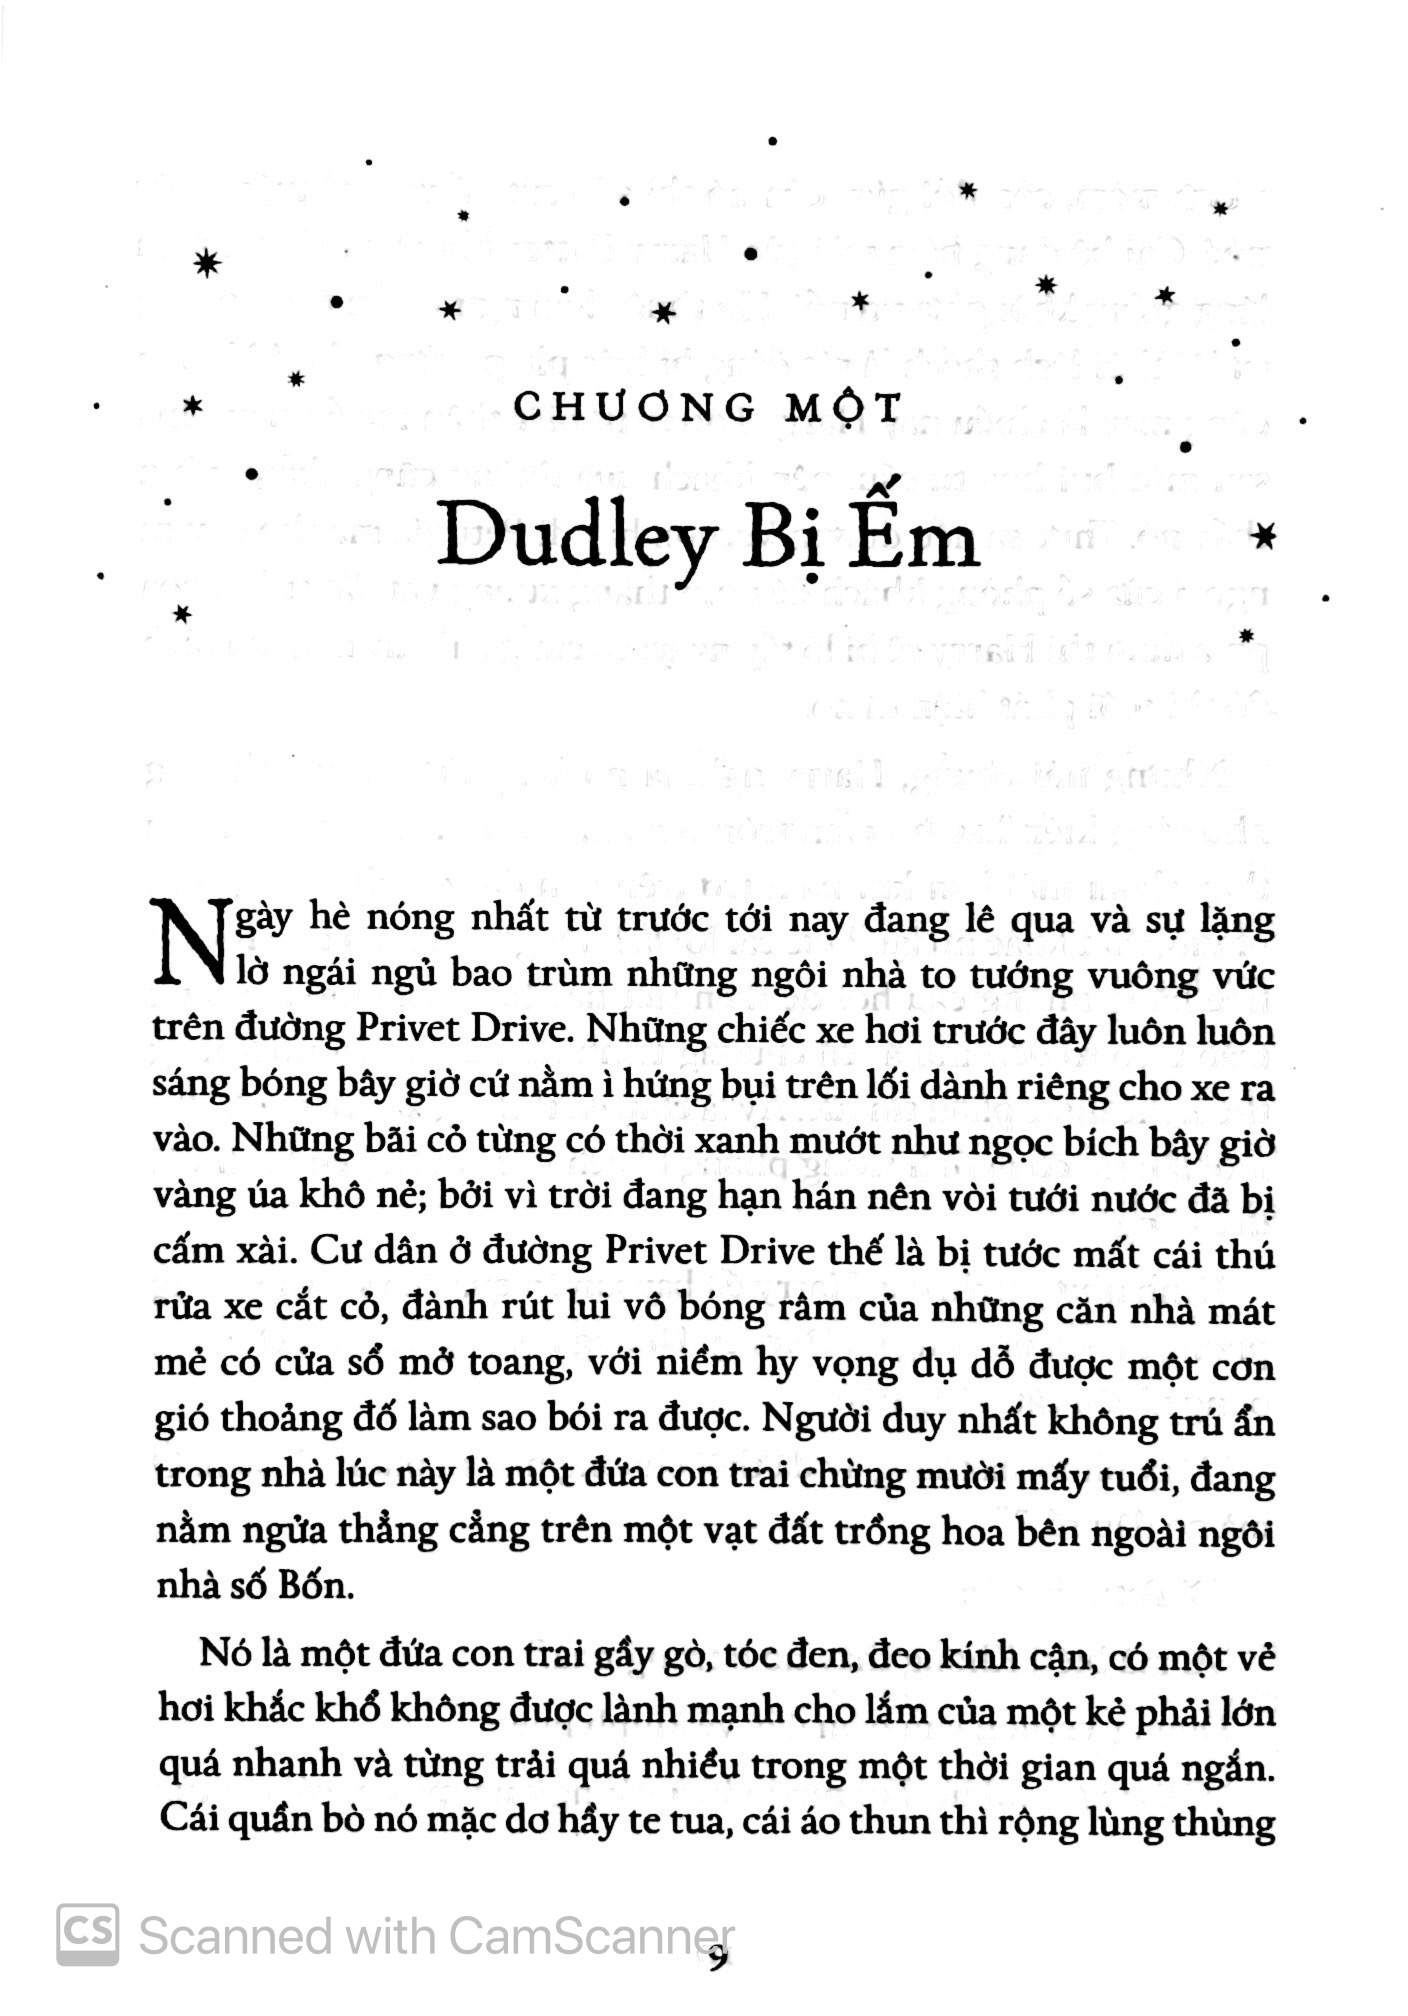 CHƯƠNG MỘT
Dudley Bị Ếm
Ngày hè nóng nhất từ trước tới nay đang lê qua và sự lặng
lờ ngái ngủ bao trùm những ngôi nhà to tướng vuông vức
trên đường Privet Drive. Những chiếc xe hơi trước đây luôn luôn
sáng bóng bây giờ cứ nằm ì hứng bụi trên lối dành riêng cho xe ra
vào. Những bãi cỏ từng có thời xanh mướt như ngọc bích bây giờ
vàng úa khô nẻ; bởi vì trời đang hạn hán nên vòi tưới nước đã bị
cấm xài. Cư dân ở đường Privet Drive thế là bị tước mất cái thú
rửa xe cắt cỏ, đành rút lui vô bóng râm của những căn nhà mát
mẻ có cửa sổ mở toang, với niềm hy vọng dụ dỗ được một cơn
gió thoảng đố làm sao bói ra được. Người duy nhất không trú ẩn
trong nhà lúc này là một đứa con trai chừng mười mấy tuổi, đang
nằm ngửa thẳng cẳng trên một vạt đất trồng hoa bên ngoài ngôi
nhà số Bốn.
Nó là một đứa con trai gầy gò, tóc đen, đeo kính cận, có một vẻ
hơi khắc khổ không được lành mạnh cho lắm của một kẻ phải lớn
quá nhanh và từng trải quá nhiều trong một thời gian quá ngắn.
Cái quần bò nó mặc dơ hầy te tua, cái áo thun thì rộng lùng thùng
CS Scanned with CamScanner
9